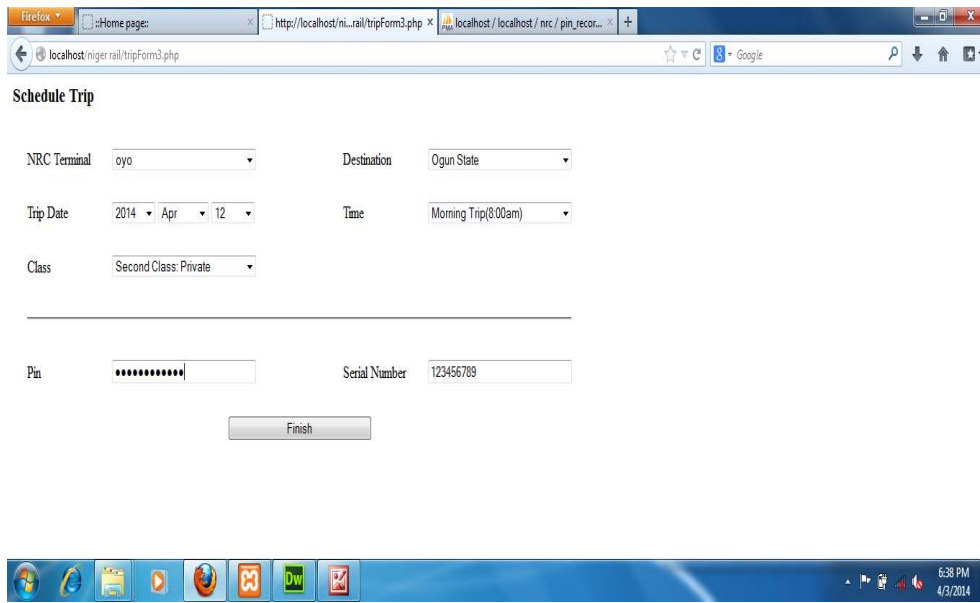 Firefox
::Home page::
http://localhost/ni...rail/tripForm3.php
localhost / localhost / nrc / pin_recor...
localhost/niger rail/tripForm3.php
Google
Schedule Trip
NRC Terminal oyo Destination Ogun State
Trip Date 2014 Apr 12 Time Morning Trip(8:00am)
Class Second Class: Private
Pin •••••••••••• Serial Number 123456789
Finish
Dw
6:38 PM
4/3/2014